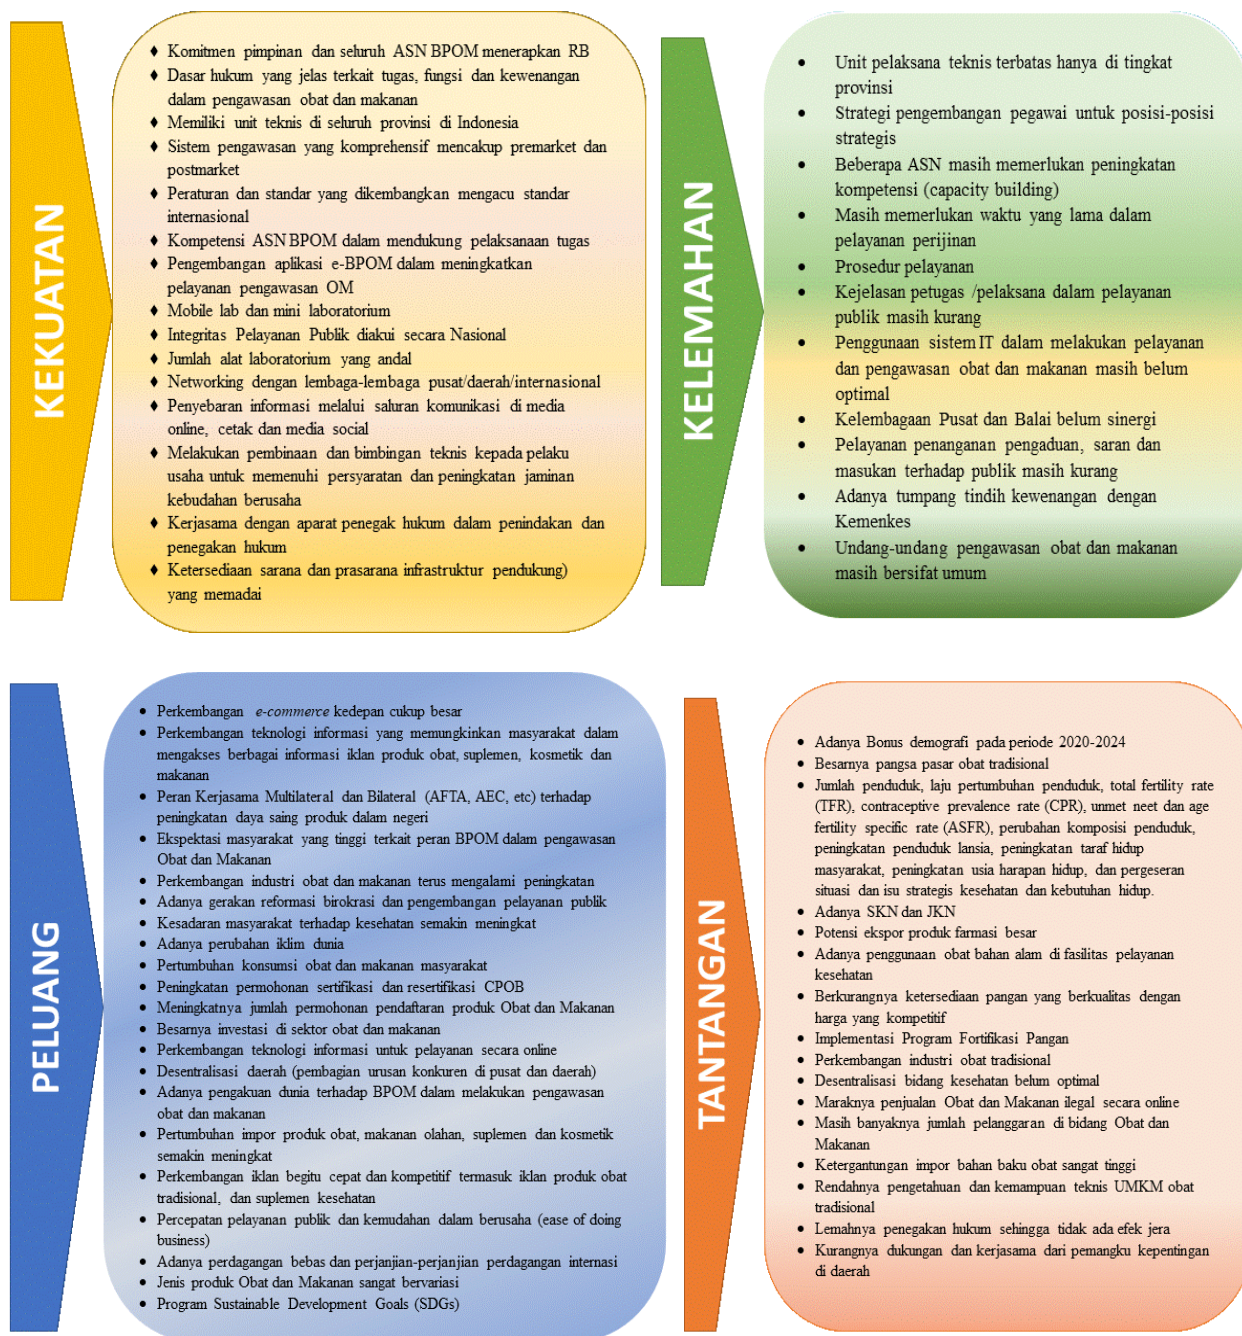 KEKUATAN
♦ Komitmen pimpinan dan seluruh ASN BPOM menerapkan RB
♦ Dasar hukum yang jelas terkait tugas, fungsi dan kewenangan
dalam pengawasan obat dan makanan
♦ Memiliki unit teknis di seluruh provinsi di Indonesia
♦ Sistem pengawasan yang komprehensif mencakup premarket dan
postmarket
♦ Peraturan dan standar yang dikembangkan mengacu standar
internasional
♦ Kompetensi ASN BPOM dalam mendukung pelaksanaan tugas
♦ Pengembangan aplikasi e-BPOM dalam meningkatkan
pelayanan pengawasan OM
♦ Mobile lab dan mini laboratorium
♦ Integritas Pelayanan Publik diakui secara Nasional
♦ Jumlah alat laboratorium yang andal
♦ Networking dengan lembaga-lembaga pusat/daerah/internasional
♦ Penyebaran informasi melalui saluran komunikasi di media
online, cetak dan media social
♦ Melakukan pembinaan dan bimbingan teknis kepada pelaku
usaha untuk memenuhi persyaratan dan peningkatan jaminan
kebudahan berusaha
♦ Kerjasama dengan aparat penegak hukum dalam penindakan dan
penegakan hukum
♦ Ketersediaan sarana dan prasarana infrastruktur pendukung)
yang memadai
KELEMAHAN
• Unit pelaksana teknis terbatas hanya di tingkat
provinsi
• Strategi pengembangan pegawai untuk posisi-posisi
strategis
• Beberapa ASN masih memerlukan peningkatan
kompetensi (capacity building)
• Masih memerlukan waktu yang lama dalam
pelayanan perijinan
• Prosedur pelayanan
• Kejelasan petugas /pelaksana dalam pelayanan
publik masih kurang
• Penggunaan sistem IT dalam melakukan pelayanan
dan pengawasan obat dan makanan masih belum
optimal
• Kelembagaan Pusat dan Balai belum sinergi
• Pelayanan penanganan pengaduan, saran dan
masukan terhadap publik masih kurang
• Adanya tumpang tindih kewenangan dengan
Kemenkes
• Undang-undang pengawasan obat dan makanan
masih bersifat umum
PELUANG
• Perkembangan e-commerce kedepan cukup besar
• Perkembangan teknologi informasi yang memungkinkan masyarakat dalam
mengakses berbagai informasi iklan produk obat, suplemen, kosmetik dan
makanan
• Peran Kerjasama Multilateral dan Bilateral (AFTA, AEC, etc) terhadap
peningkatan daya saing produk dalam negeri
• Ekspektasi masyarakat yang tinggi terkait peran BPOM dalam pengawasan
Obat dan Makanan
• Perkembangan industri obat dan makanan terus mengalami peningkatan
• Adanya gerakan reformasi birokrasi dan pengembangan pelayanan publik
• Kesadaran masyarakat terhadap kesehatan semakin meningkat
• Adanya perubahan iklim dunia
• Pertumbuhan konsumsi obat dan makanan masyarakat
• Peningkatan permohonan sertifikasi dan resertifikasi CPOB
• Meningkatnya jumlah permohonan pendaftaran produk Obat dan Makanan
• Besarnya investasi di sektor obat dan makanan
• Perkembangan teknologi informasi untuk pelayanan secara online
• Desentralisasi daerah (pembagian urusan konkuren di pusat dan daerah)
• Adanya pengakuan dunia terhadap BPOM dalam melakukan pengawasan
obat dan makanan
• Pertumbuhan impor produk obat, makanan olahan, suplemen dan kosmetik
semakin meningkat
• Perkembangan iklan begitu cepat dan kompetitif termasuk iklan produk obat
tradisional, dan suplemen kesehatan
• Percepatan pelayanan publik dan kemudahan dalam berusaha (ease of doing
business)
• Adanya perdagangan bebas dan perjanjian-perjanjian perdagangan internasi
• Jenis produk Obat dan Makanan sangat bervariasi
• Program Sustainable Development Goals (SDGs)
TANTANGAN
• Adanya Bonus demografi pada periode 2020-2024
• Besarnya pangsa pasar obat tradisional
• Jumlah penduduk, laju pertumbuhan penduduk, total fertility rate
(TFR), contraceptive prevalence rate (CPR), unmet neet dan age
fertility specific rate (ASFR), perubahan komposisi penduduk,
peningkatan penduduk lansia, peningkatan taraf hidup
masyarakat, peningkatan usia harapan hidup, dan pergeseran
situasi dan isu strategis kesehatan dan kebutuhan hidup.
• Adanya SKN dan JKN
• Potensi ekspor produk farmasi besar
• Adanya penggunaan obat bahan alam di fasilitas pelayanan
kesehatan
• Berkurangnya ketersediaan pangan yang berkualitas dengan
harga yang kompetitif
• Implementasi Program Fortifikasi Pangan
• Perkembangan industri obat tradisional
• Desentralisasi bidang kesehatan belum optimal
• Maraknya penjualan Obat dan Makanan ilegal secara online
• Masih banyaknya jumlah pelanggaran di bidang Obat dan
Makanan
• Ketergantungan impor bahan baku obat sangat tinggi
• Rendahnya pengetahuan dan kemampuan teknis UMKM obat
tradisional
• Lemahnya penegakan hukum sehingga tidak ada efek jera
• Kurangnya dukungan dan kerjasama dari pemangku kepentingan
di daerah